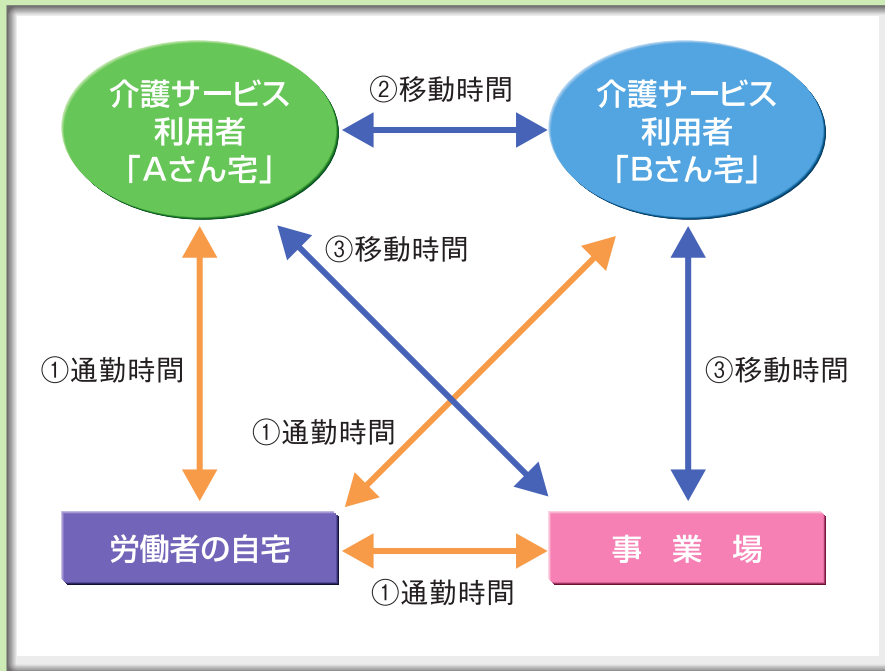 介護サービス
利用者
「Aさん宅」
②移動時間
介護サービス
利用者
「Bさん宅」
③移動時間
①通勤時間
③移動時間
①通勤時間
労働者の自宅
事　業　場
①通勤時間